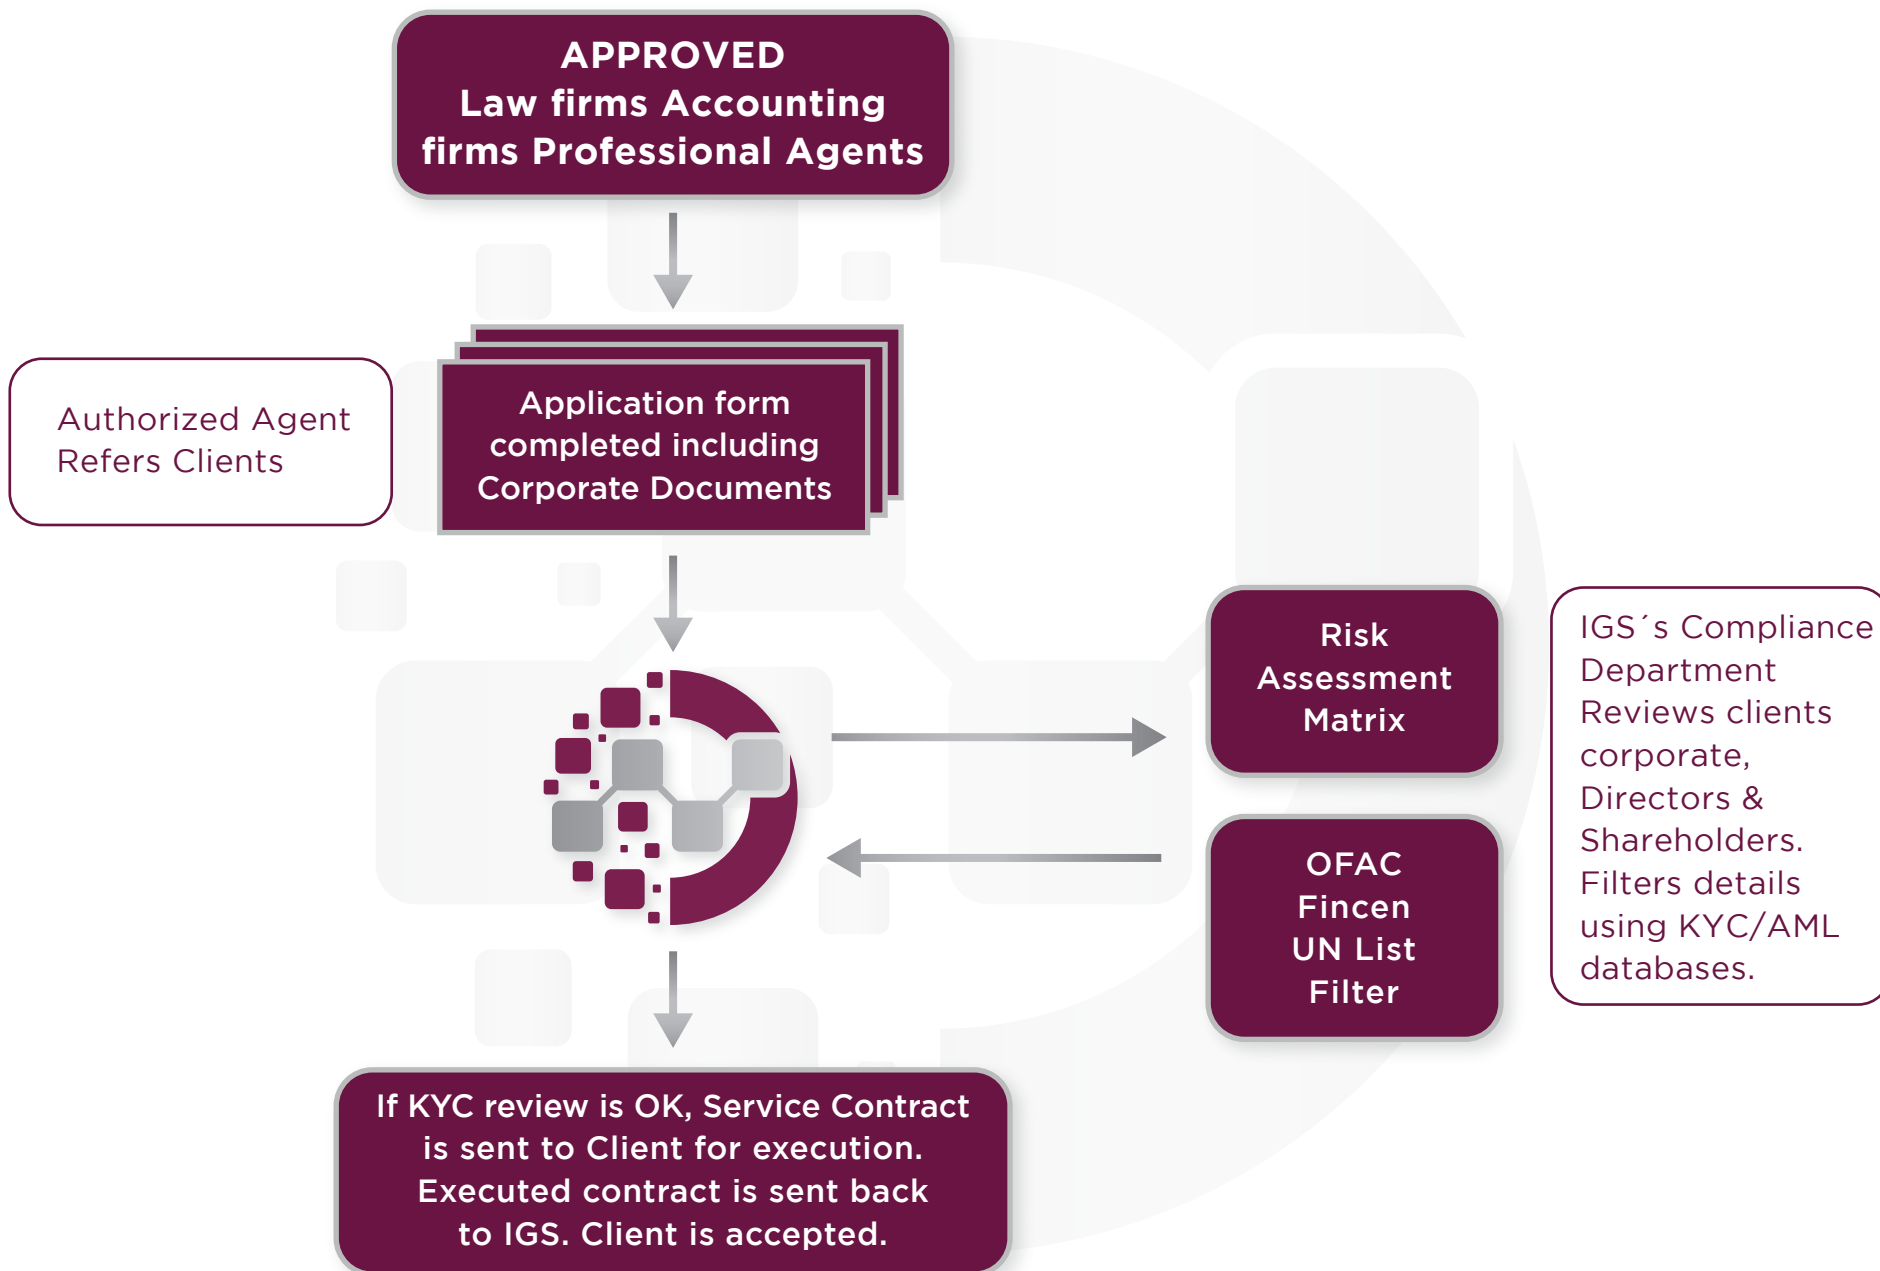 APPROVED
Law firms Accounting
firms Professional Agents
Authorized Agent
Refers Clients
Application form
completed including
Corporate Documents
Risk
Assessment
Matrix
OFAC
Fincen
UN List
Filter
IGS´s Compliance
Department
Reviews clients
corporate,
Directors &
Shareholders.
Filters details
using KYC/AML
databases.
If KYC review is OK, Service Contract
is sent to Client for execution.
Executed contract is sent back
to IGS. Client is accepted.